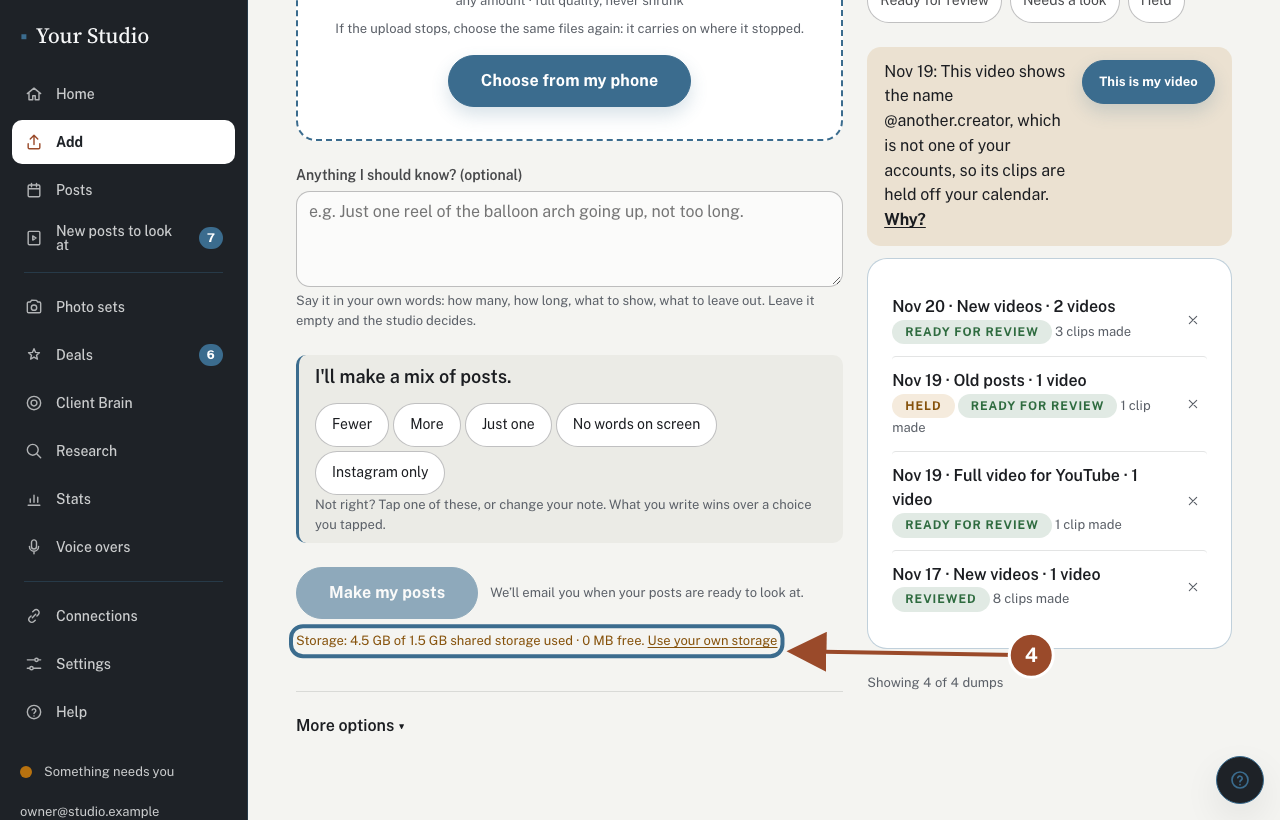 Your Studio
Home
Add
Posts
New posts to look
at
7
Photo sets
Deals
6
Client Brain
Research
Stats
Voice overs
Connections
Settings
Help
Something needs you
owner@studio.example
any amount · full quality, never shrunk
If the upload stops, choose the same files again: it carries on where it stopped.
Choose from my phone
Anything I should know? (optional)
e.g. Just one reel of the balloon arch going up, not too long.
Say it in your own words: how many, how long, what to show, what to leave out. Leave it
empty and the studio decides.
I'll make a mix of posts.
Fewer
More
Just one
No words on screen
Instagram only
Not right? Tap one of these, or change your note. What you write wins over a choice
you tapped.
Make my posts
We'll email you when your posts are ready to look at.
Storage: 4.5 GB of 1.5 GB shared storage used · 0 MB free. Use your own storage
4
More options ▾
Ready for review
Needs a look
Held
Nov 19: This video shows
the name
@another.creator, which
is not one of your
accounts, so its clips are
held off your calendar.
Why?
This is my video
Nov 20 · New videos · 2 videos
READY FOR REVIEW 3 clips made
Nov 19 · Old posts · 1 video
HELD READY FOR REVIEW 1 clip
made
Nov 19 · Full video for YouTube · 1
video
READY FOR REVIEW 1 clip made
Nov 17 · New videos · 1 video
REVIEWED 8 clips made
Showing 4 of 4 dumps